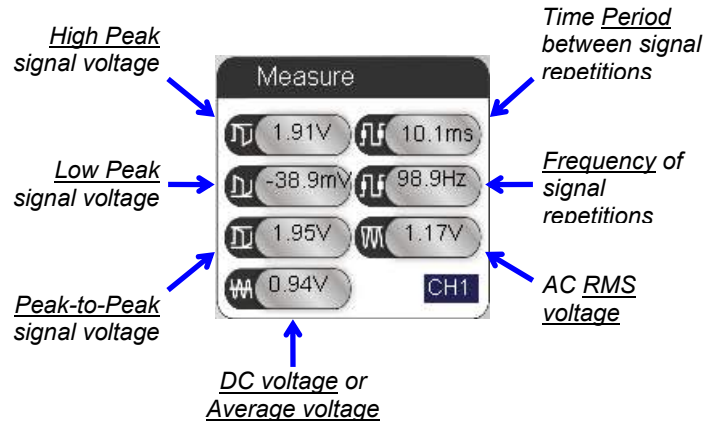 High Peak
signal voltage
Time Period
between signal
repetitions
Measure
1.91V
10.1ms
Low Peak
signal voltage
-38.9mV
98.9Hz
Frequency of
signal
repetitions
1.95V
1.17V
Peak-to-Peak
signal voltage
0.94V
CH1
AC RMS
voltage
DC voltage or
Average voltage